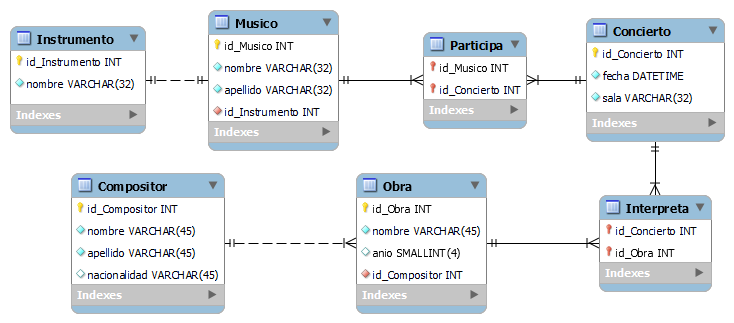 Instrumento
id_Instrumento INT
nombre VARCHAR(32)
Indexes
Musico
id_Musico INT
nombre VARCHAR(32)
apellido VARCHAR(32)
id_Instrumento INT
Indexes
Participa
id_Musico INT
id_Concierto INT
Indexes
Concierto
id_Concierto INT
fecha DATETIME
sala VARCHAR(32)
Indexes
Compositor
id_Compositor INT
nombre VARCHAR(45)
apellido VARCHAR(45)
nacionalidad VARCHAR(45)
Indexes
Obra
id_Obra INT
nombre VARCHAR(45)
anio SMALLINT(4)
id_Compositor INT
Indexes
Interpreta
id_Concierto INT
id_Obra INT
Indexes